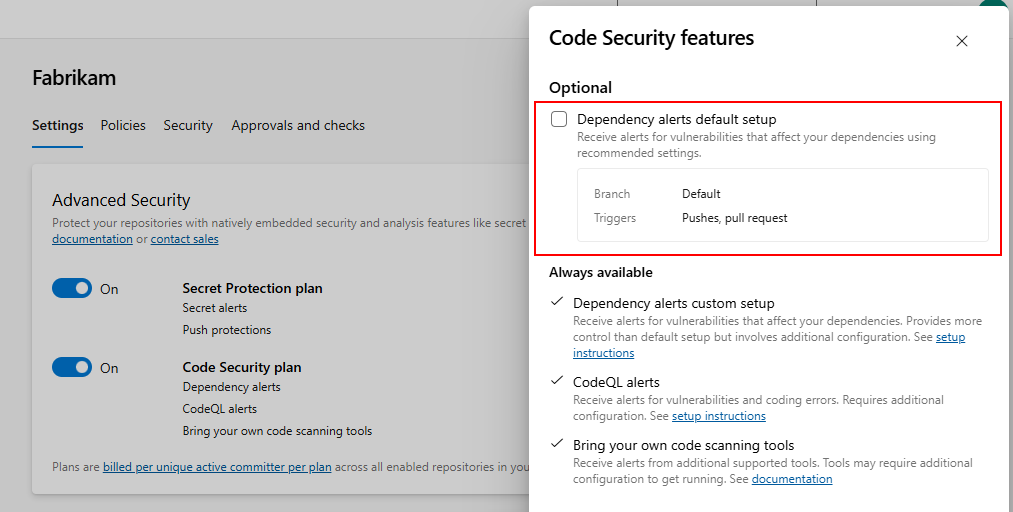 Fabrikam
Settings Policies Security Approvals and checks
Advanced Security
Protect your repositories with natively embedded security and analysis features like secret
documentation or contact sales
On Secret Protection plan
Secret alerts
Push protections
On Code Security plan
Dependency alerts
CodeQL alerts
Bring your own code scanning tools
Plans are billed per unique active committer per plan across all enabled repositories in you
Code Security features
Optional
Dependency alerts default setup
Receive alerts for vulnerabilities that affect your dependencies using
recommended settings.
Branch Default
Triggers Pushes, pull request
Always available
Dependency alerts custom setup
Receive alerts for vulnerabilities that affect your dependencies. Provides more
control than default setup but involves additional configuration. See setup
instructions
CodeQL alerts
Receive alerts for vulnerabilities and coding errors. Requires additional
configuration. See setup instructions
Bring your own code scanning tools
Receive alerts from additional supported tools. Tools may require additional
configuration to get running. See documentation